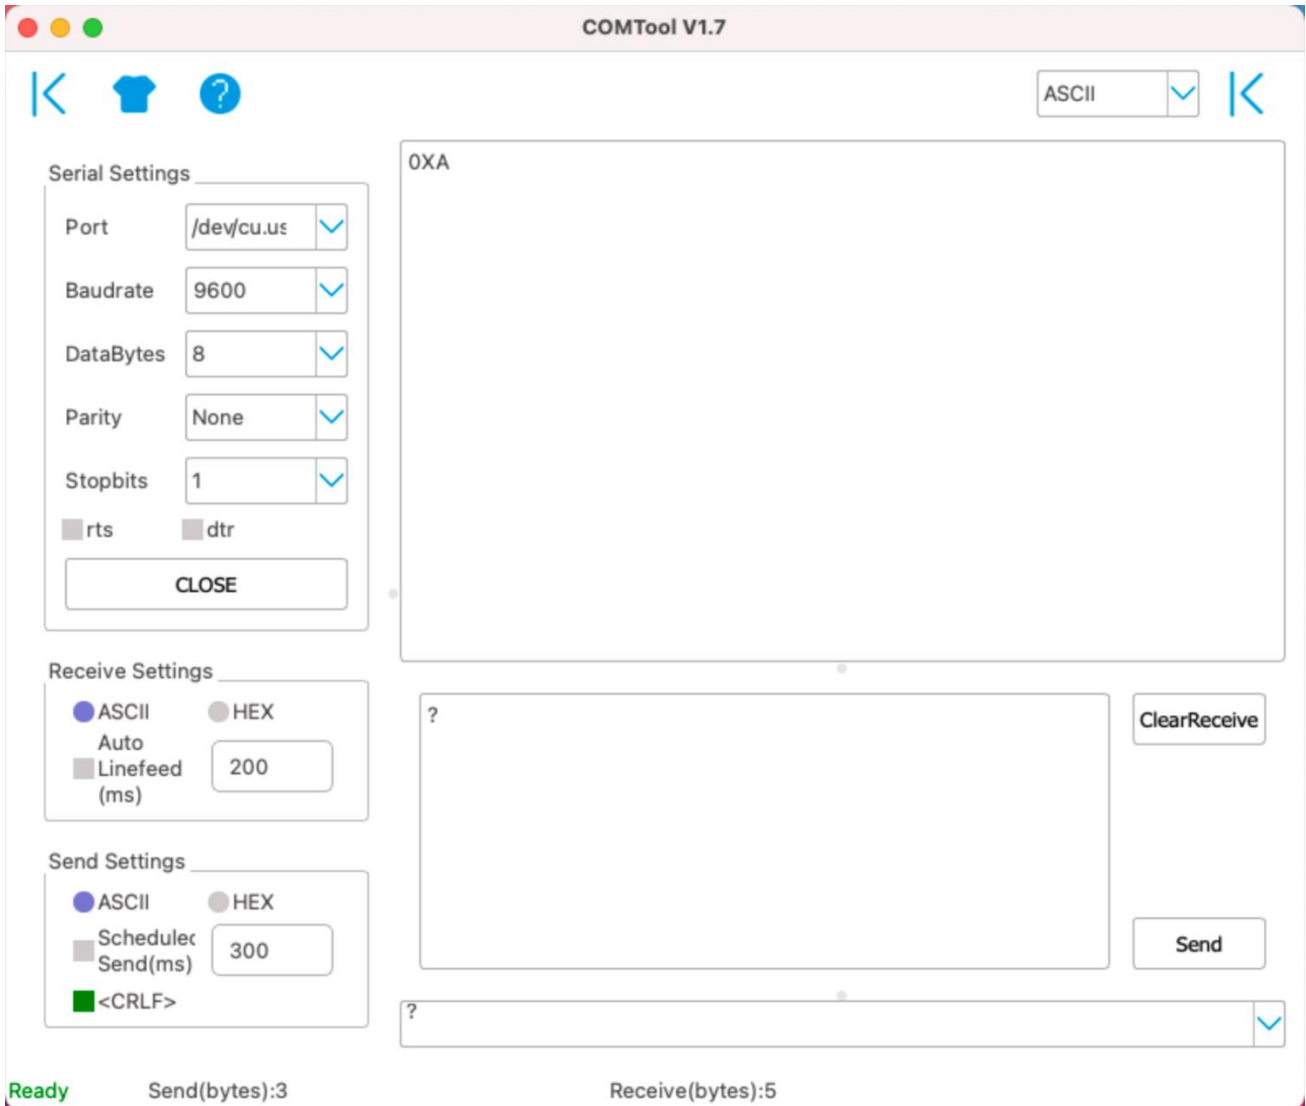 COMTool V1.7
ASCII
Serial Settings
Port /dev/cu.us
Baudrate 9600
DataBytes 8
Parity None
Stopbits 1
rts dtr
CLOSE
0XA
Receive Settings
ASCII HEX
Auto
Linefeed
(ms)
200
?
ClearReceive
Send Settings
ASCII HEX
Scheduled
Send(ms)
300
<CRLF>
Send
?
Ready Send(bytes):3 Receive(bytes):5